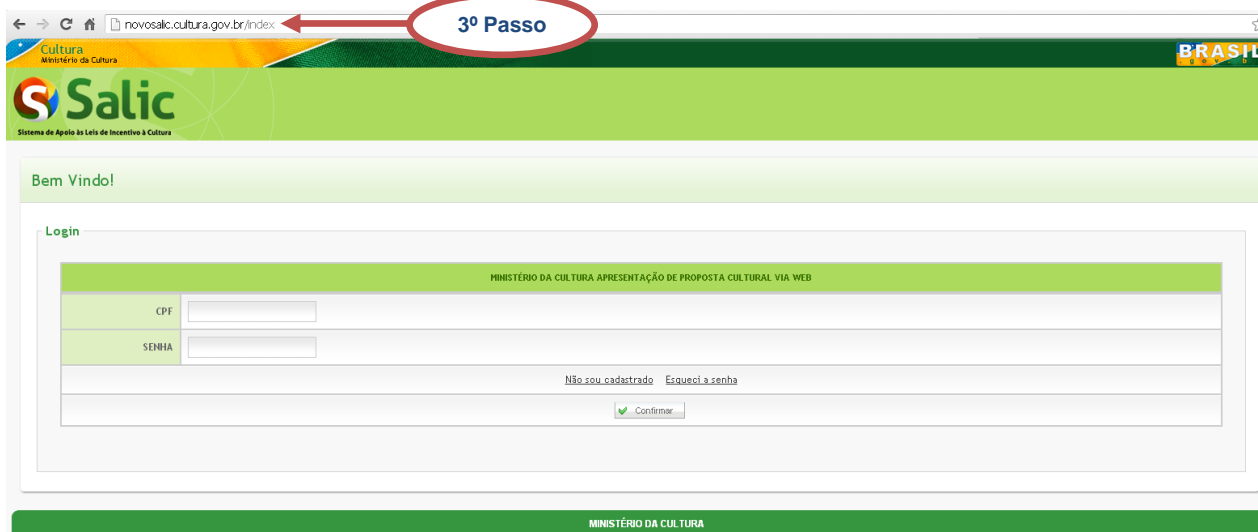 novosalic.cultura.gov.br/index
3º Passo
Cultura
Ministério da Cultura
BRASIL
Salic
Sistema de Apoio às Leis de Incentivo à Cultura
Bem Vindo!
Login
MINISTÉRIO DA CULTURA APRESENTAÇÃO DE PROPOSTA CULTURAL VIA WEB
CPF
SENHA
Não sou cadastrado Esqueci a senha
Confirmar
MINISTÉRIO DA CULTURA